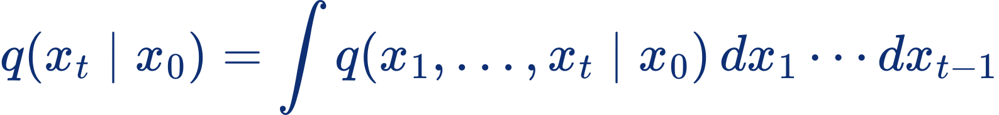 q(x_t | x_0) = ∫ q(x_1, ..., x_t | x_0) dx_1 ··· dx_{t−1}